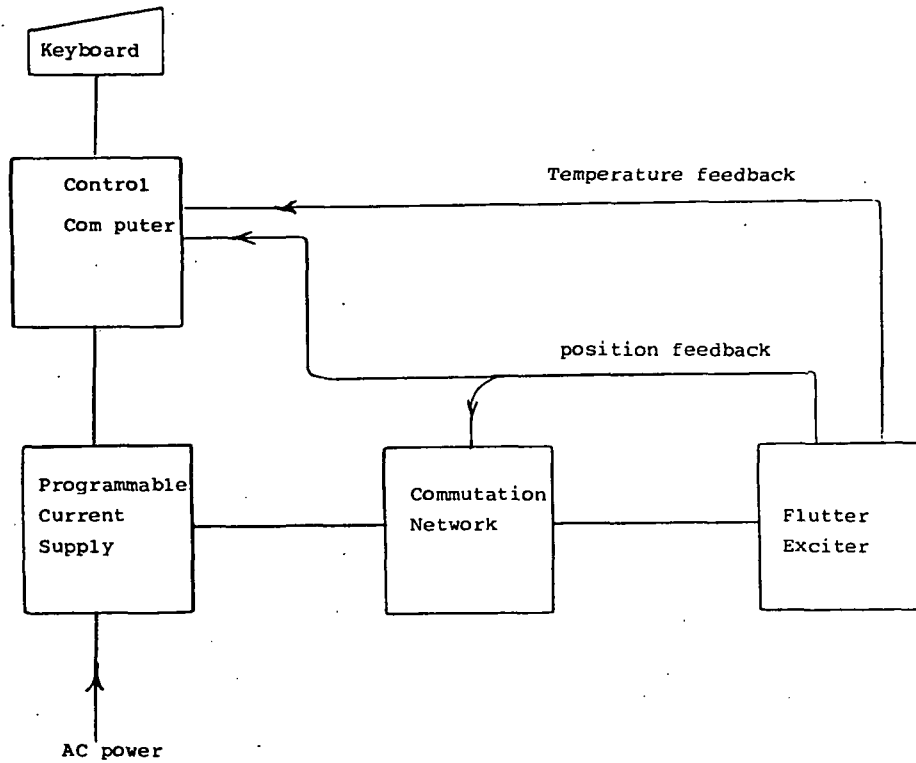 Keyboard
Control
Com puter
Temperature feedback
position feedback
Programmable
Current
Supply
Commutation
Network
Flutter
Exciter
AC power